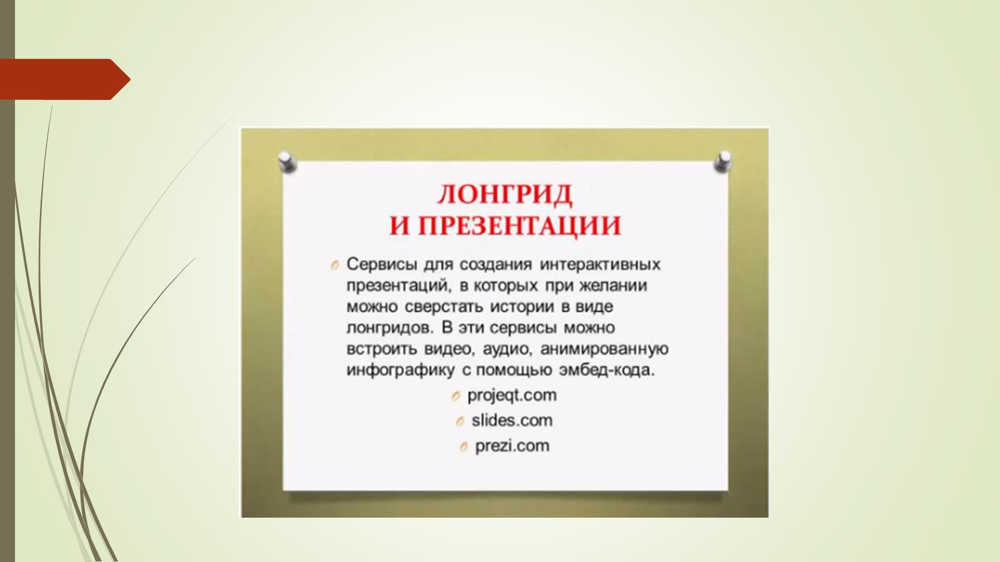 ЛОНГРИД
И ПРЕЗЕНТАЦИИ
Сервисы для создания интерактивных
презентаций, в которых при желании
можно сверстать истории в виде
лонгридов. В эти сервисы можно
встроить видео, аудио, анимированную
инфографику с помощью эмбед-кода.
projeqt.com
slides.com
prezi.com